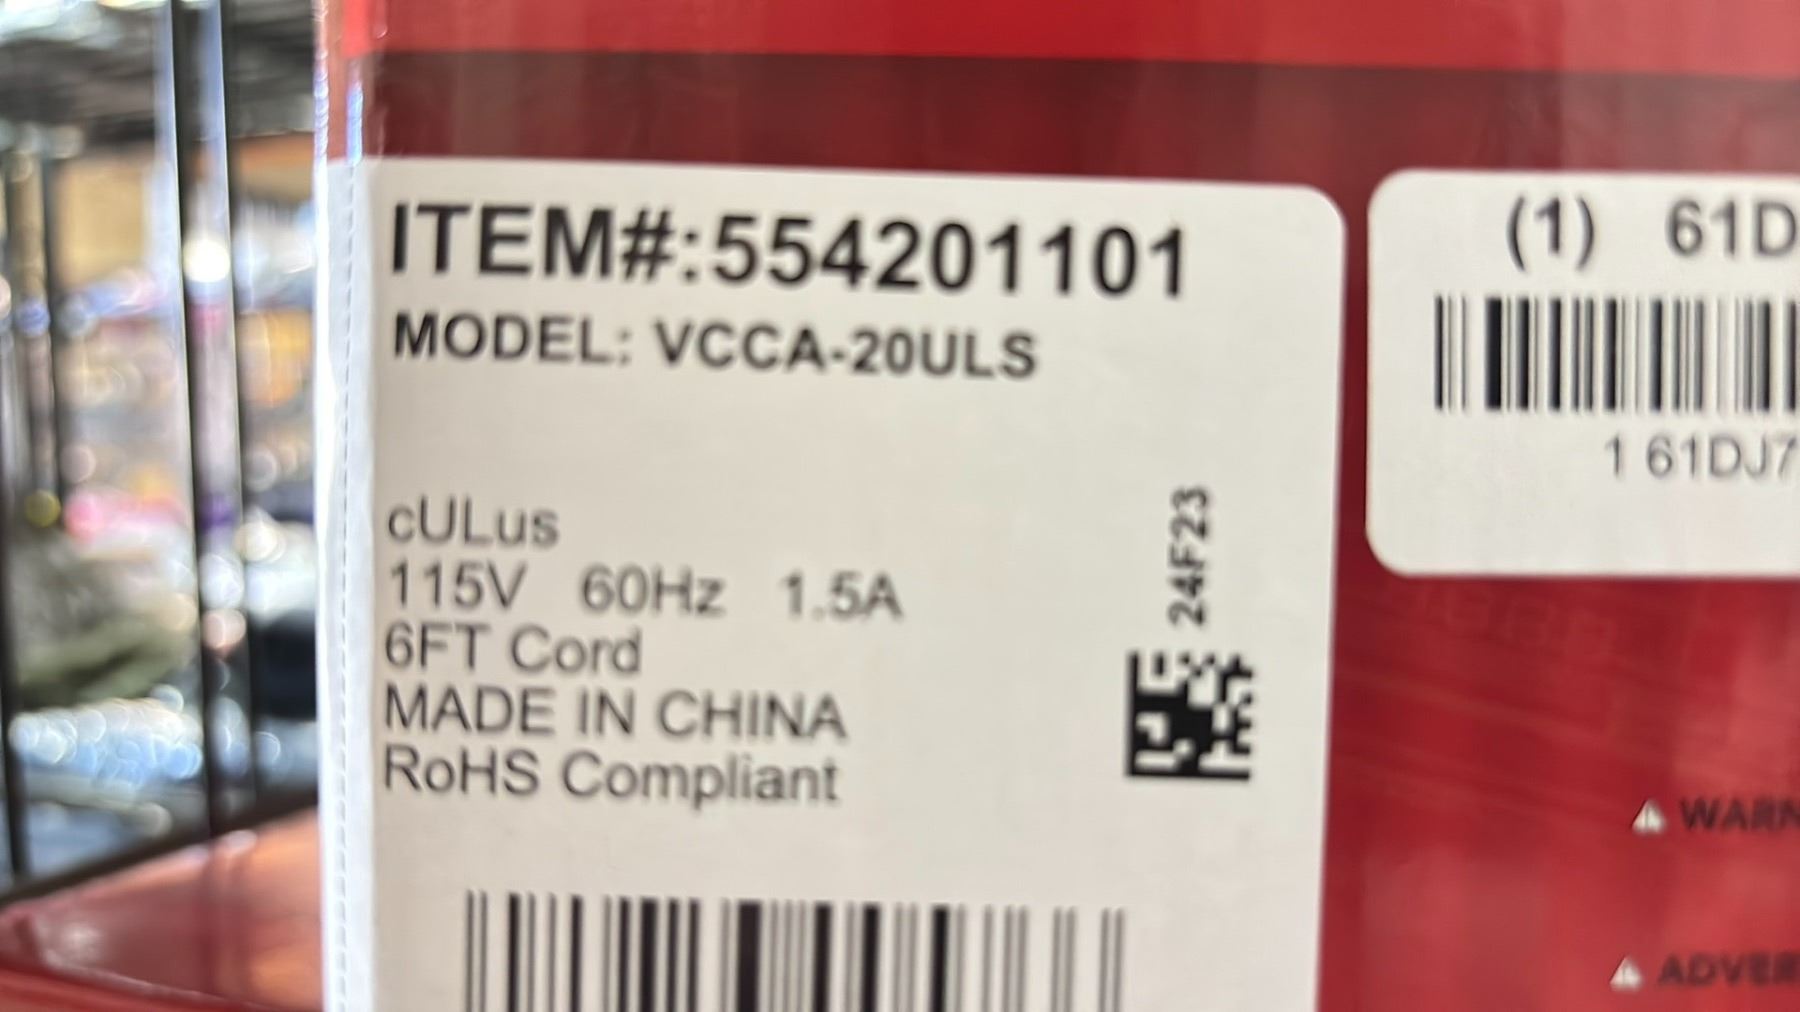 ITEM#:554201101
MODEL: VCCA-20ULS
cULus
115V 60Hz 1.5A
6FT Cord
MADE IN CHINA
RoHS Compliant
24F23
(1) 61D
1 61DJ7
WARN
ADVER